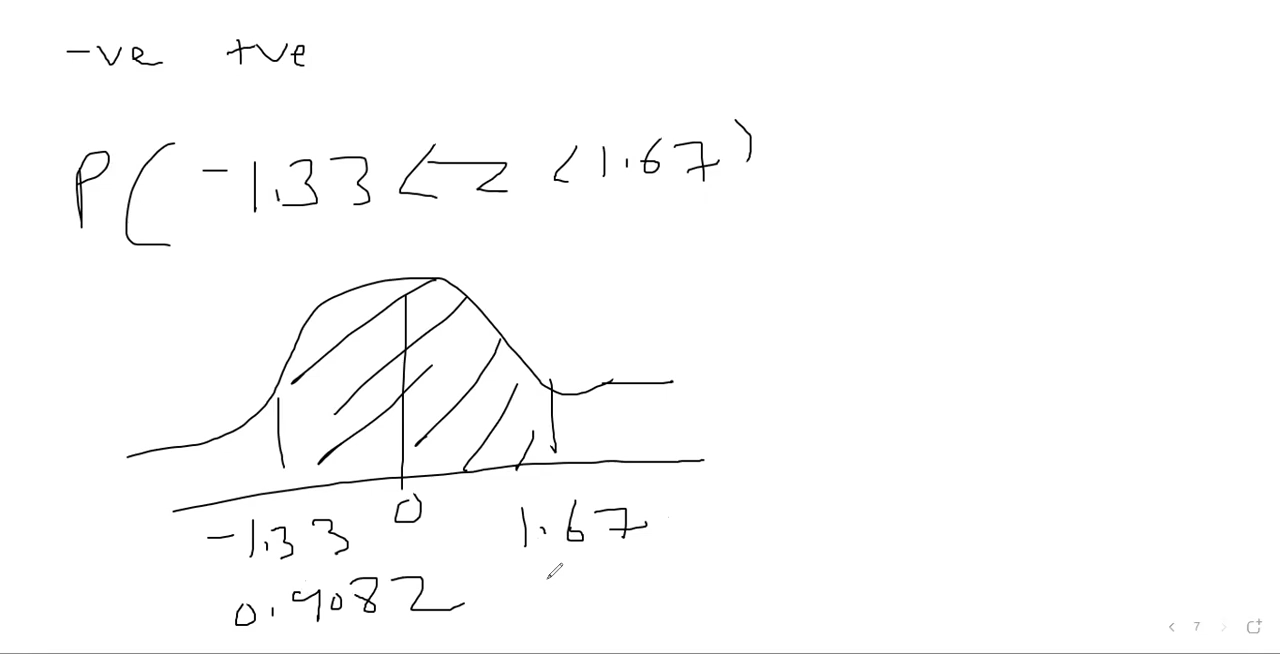 -ve +ve
P(-1.33 < Z < 1.67)
0
-1.33 1.67
0.9082
7